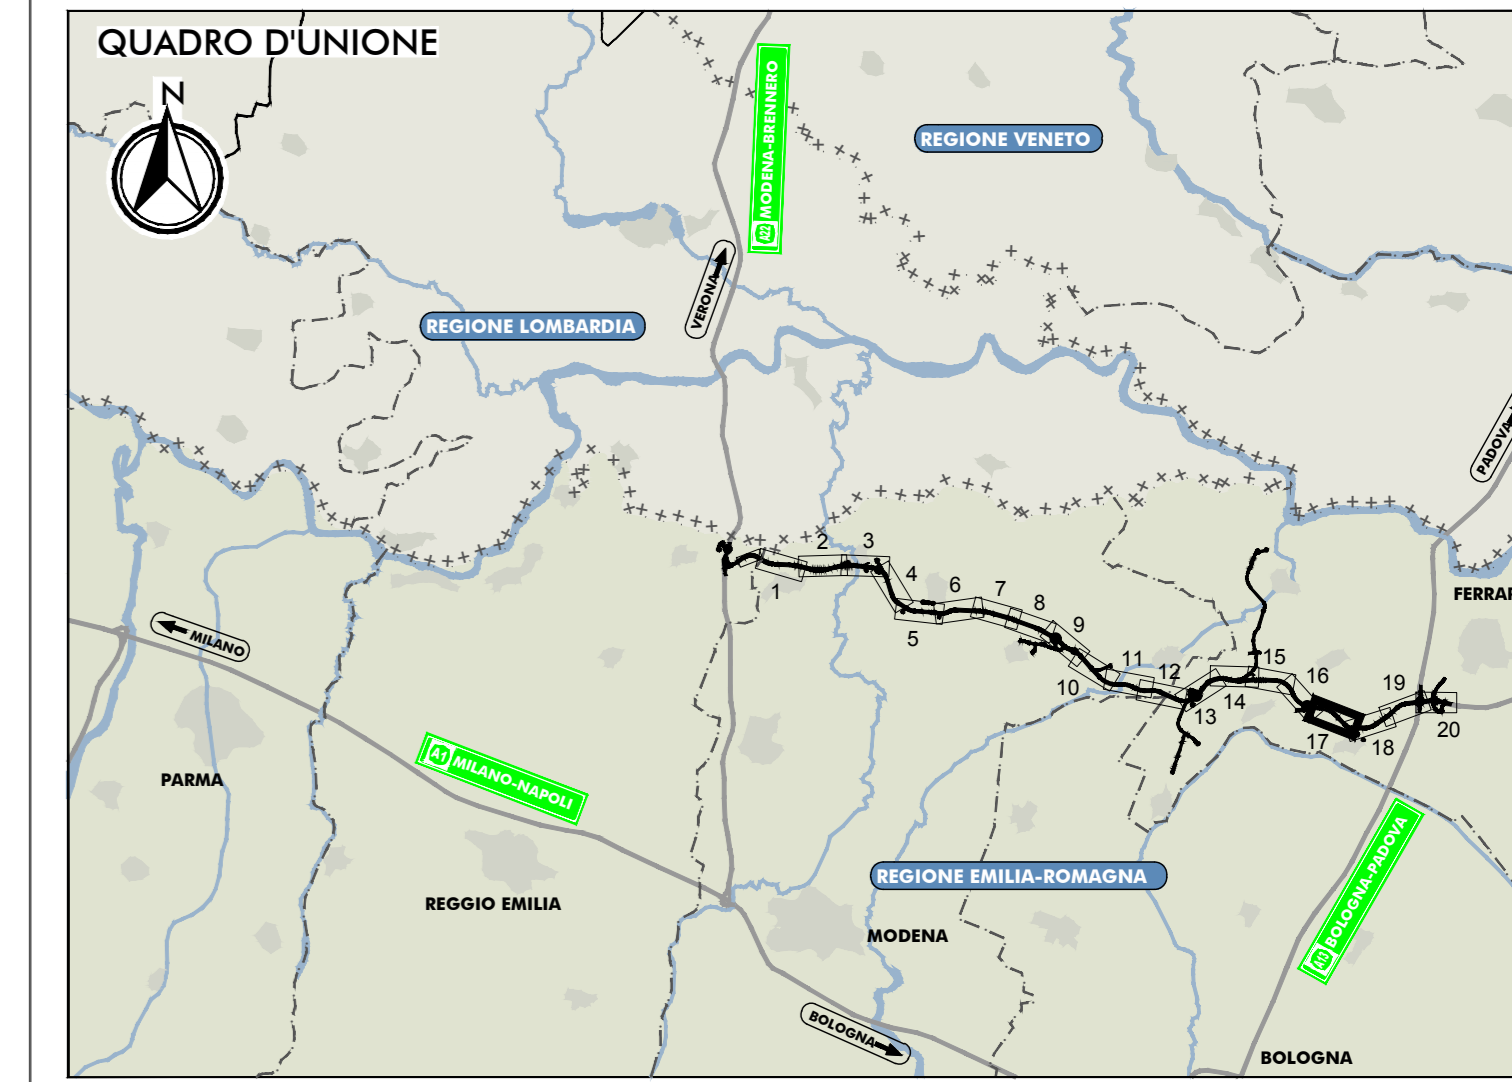 QUADRO D'UNIONE
N
A22 MODENA-BRENNERO
REGIONE VENETO
VERONA
REGIONE LOMBARDIA
PADOVA
2
3
1
4
6
7
8
5
9
FERRAR
MILANO
11
10
12
15
13
14
16
17
19
18
20
PARMA
A1 MILANO-NAPOLI
REGIONE EMILIA-ROMAGNA
A13 BOLOGNA-PADOVA
REGGIO EMILIA
MODENA
BOLOGNA
BOLOGNA